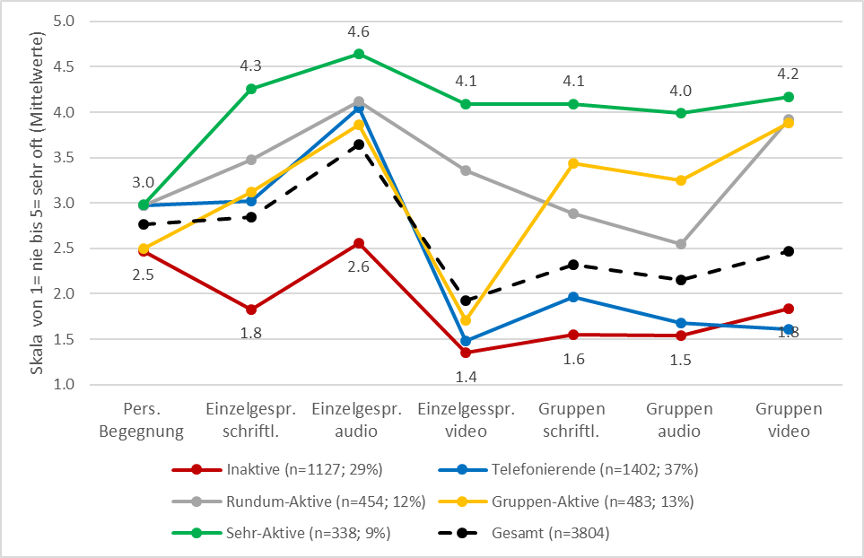 Skala von 1= nie bis 5= sehr oft (Mittelwerte)
5.0
4.5
4.0
3.5
3.0
2.5
2.0
1.5
1.0
3.0
4.3
4.6
4.1
4.1
4.0
4.2
2.5
1.8
2.6
1.4
1.6
1.5
1.8
Pers.
Begegnung
Einzelgespr.
schriftl.
Einzelgespr.
audio
Einzelgesspr.
video
Gruppen
schriftl.
Gruppen
audio
Gruppen
video
Inaktive (n=1127; 29%)
Telefonierende (n=1402; 37%)
Rundum-Aktive (n=454; 12%)
Gruppen-Aktive (n=483; 13%)
Sehr-Aktive (n=338; 9%)
Gesamt (n=3804)